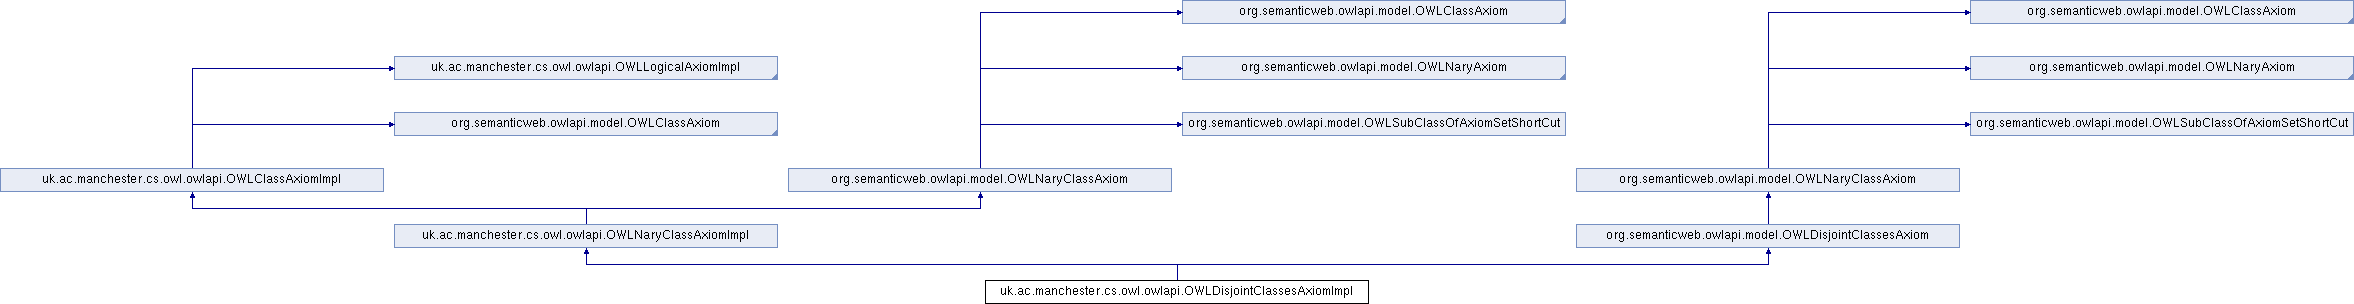 org.semanticweb.owlapi.model.OWLClassAxiom
org.semanticweb.owlapi.model.OWLClassAxiom
uk.ac.manchester.cs.owl.owlapi.OWLLogicalAxiomImpl
org.semanticweb.owlapi.model.OWLNaryAxiom
org.semanticweb.owlapi.model.OWLNaryAxiom
org.semanticweb.owlapi.model.OWLClassAxiom
org.semanticweb.owlapi.model.OWLSubClassOfAxiomSetShortCut
org.semanticweb.owlapi.model.OWLSubClassOfAxiomSetShortCut
uk.ac.manchester.cs.owl.owlapi.OWLClassAxiomImpl
org.semanticweb.owlapi.model.OWLNaryClassAxiom
org.semanticweb.owlapi.model.OWLNaryClassAxiom
uk.ac.manchester.cs.owl.owlapi.OWLNaryClassAxiomImpl
org.semanticweb.owlapi.model.OWLDisjointClassesAxiom
uk.ac.manchester.cs.owl.owlapi.OWLDisjointClassesAxiomImpl